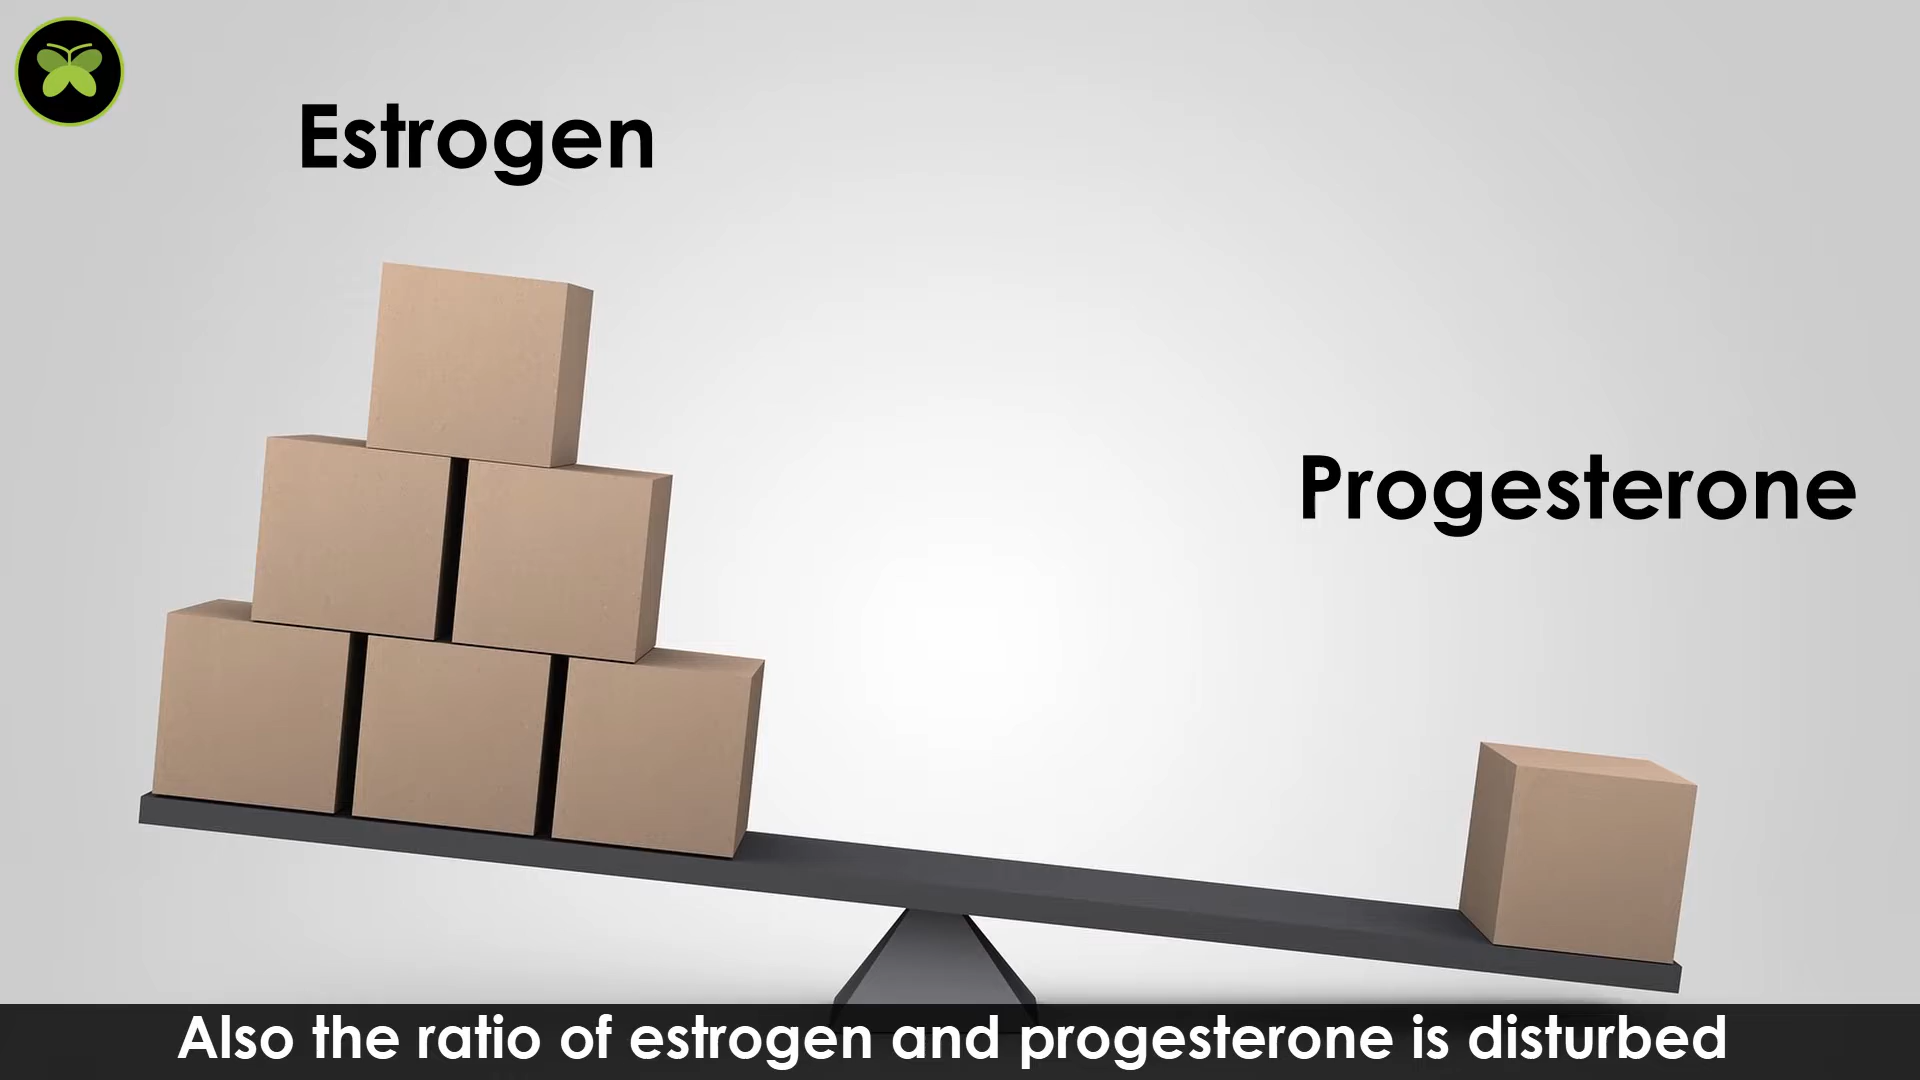 Estrogen
Progesterone
Also the ratio of estrogen and progesterone is disturbed